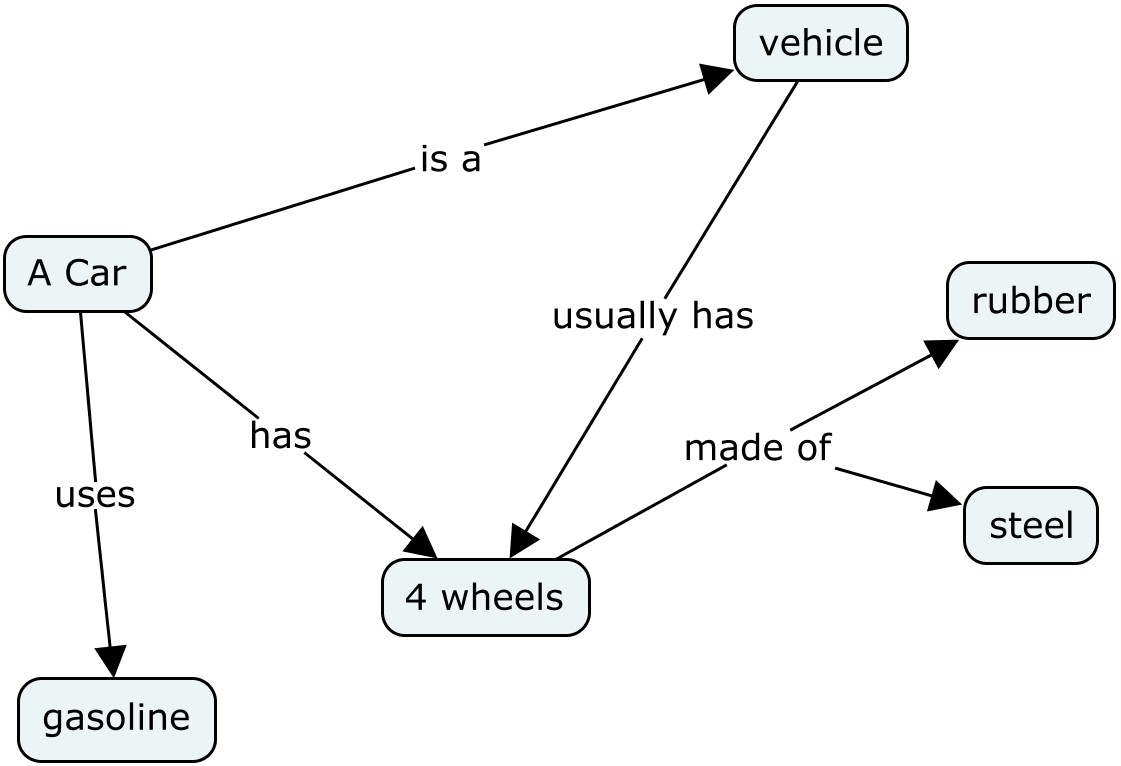 vehicle
is a
A Car
rubber
usually has
has
made of
uses
steel
4 wheels
gasoline